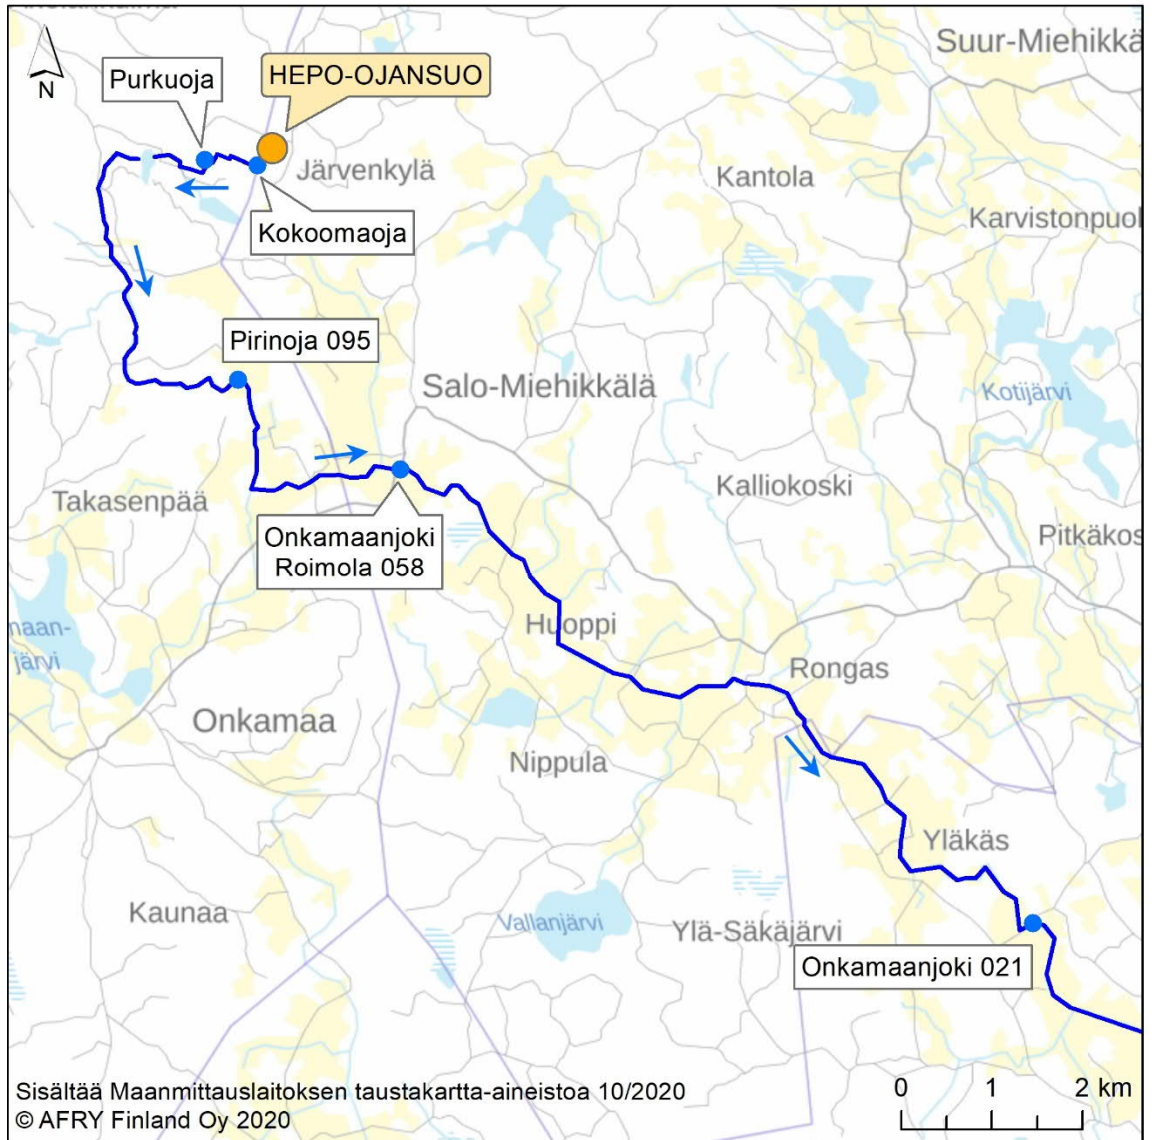 Suur-Miehikkä
HEPO-OJANSUO
Purkuoja
N
Järvenkylä
Kantola
Karvistonpuol
Kokoomaoja
Pirinoja 095
Salo-Miehikkälä
Kotijärvi
Takasenpää
Kalliokoski
Onkamaanjoki
Roimola 058
Pitkäkos
maan-
järvi
Huoppi
Rongas
Onkamaa
Nippula
Yläkäs
Kaunaa
Vallanjärvi
Ylä-Säkäjärvi
Onkamaanjoki 021
Sisältää Maanmittauslaitoksen taustakartta-aineistoa 10/2020
© AFRY Finland Oy 2020
0 1 2 km